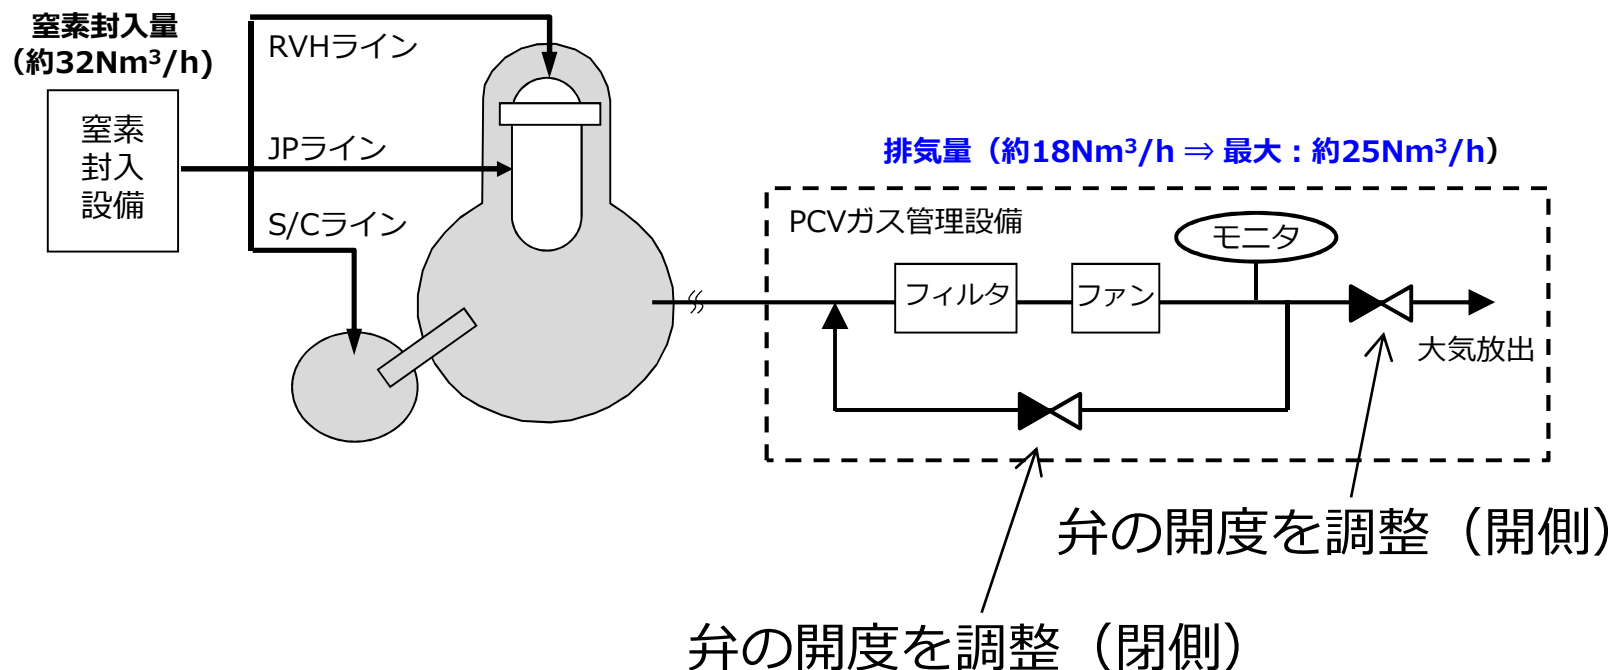 窒素封入量
（約32Nm³/h)
RVHライン
窒素
封入
設備
JPライン
S/Cライン
排気量（約18Nm³/h ⇒ 最大：約25Nm³/h）
PCVガス管理設備
モニタ
フィルタ
ファン
大気放出
弁の開度を調整（開側）
弁の開度を調整（閉側）